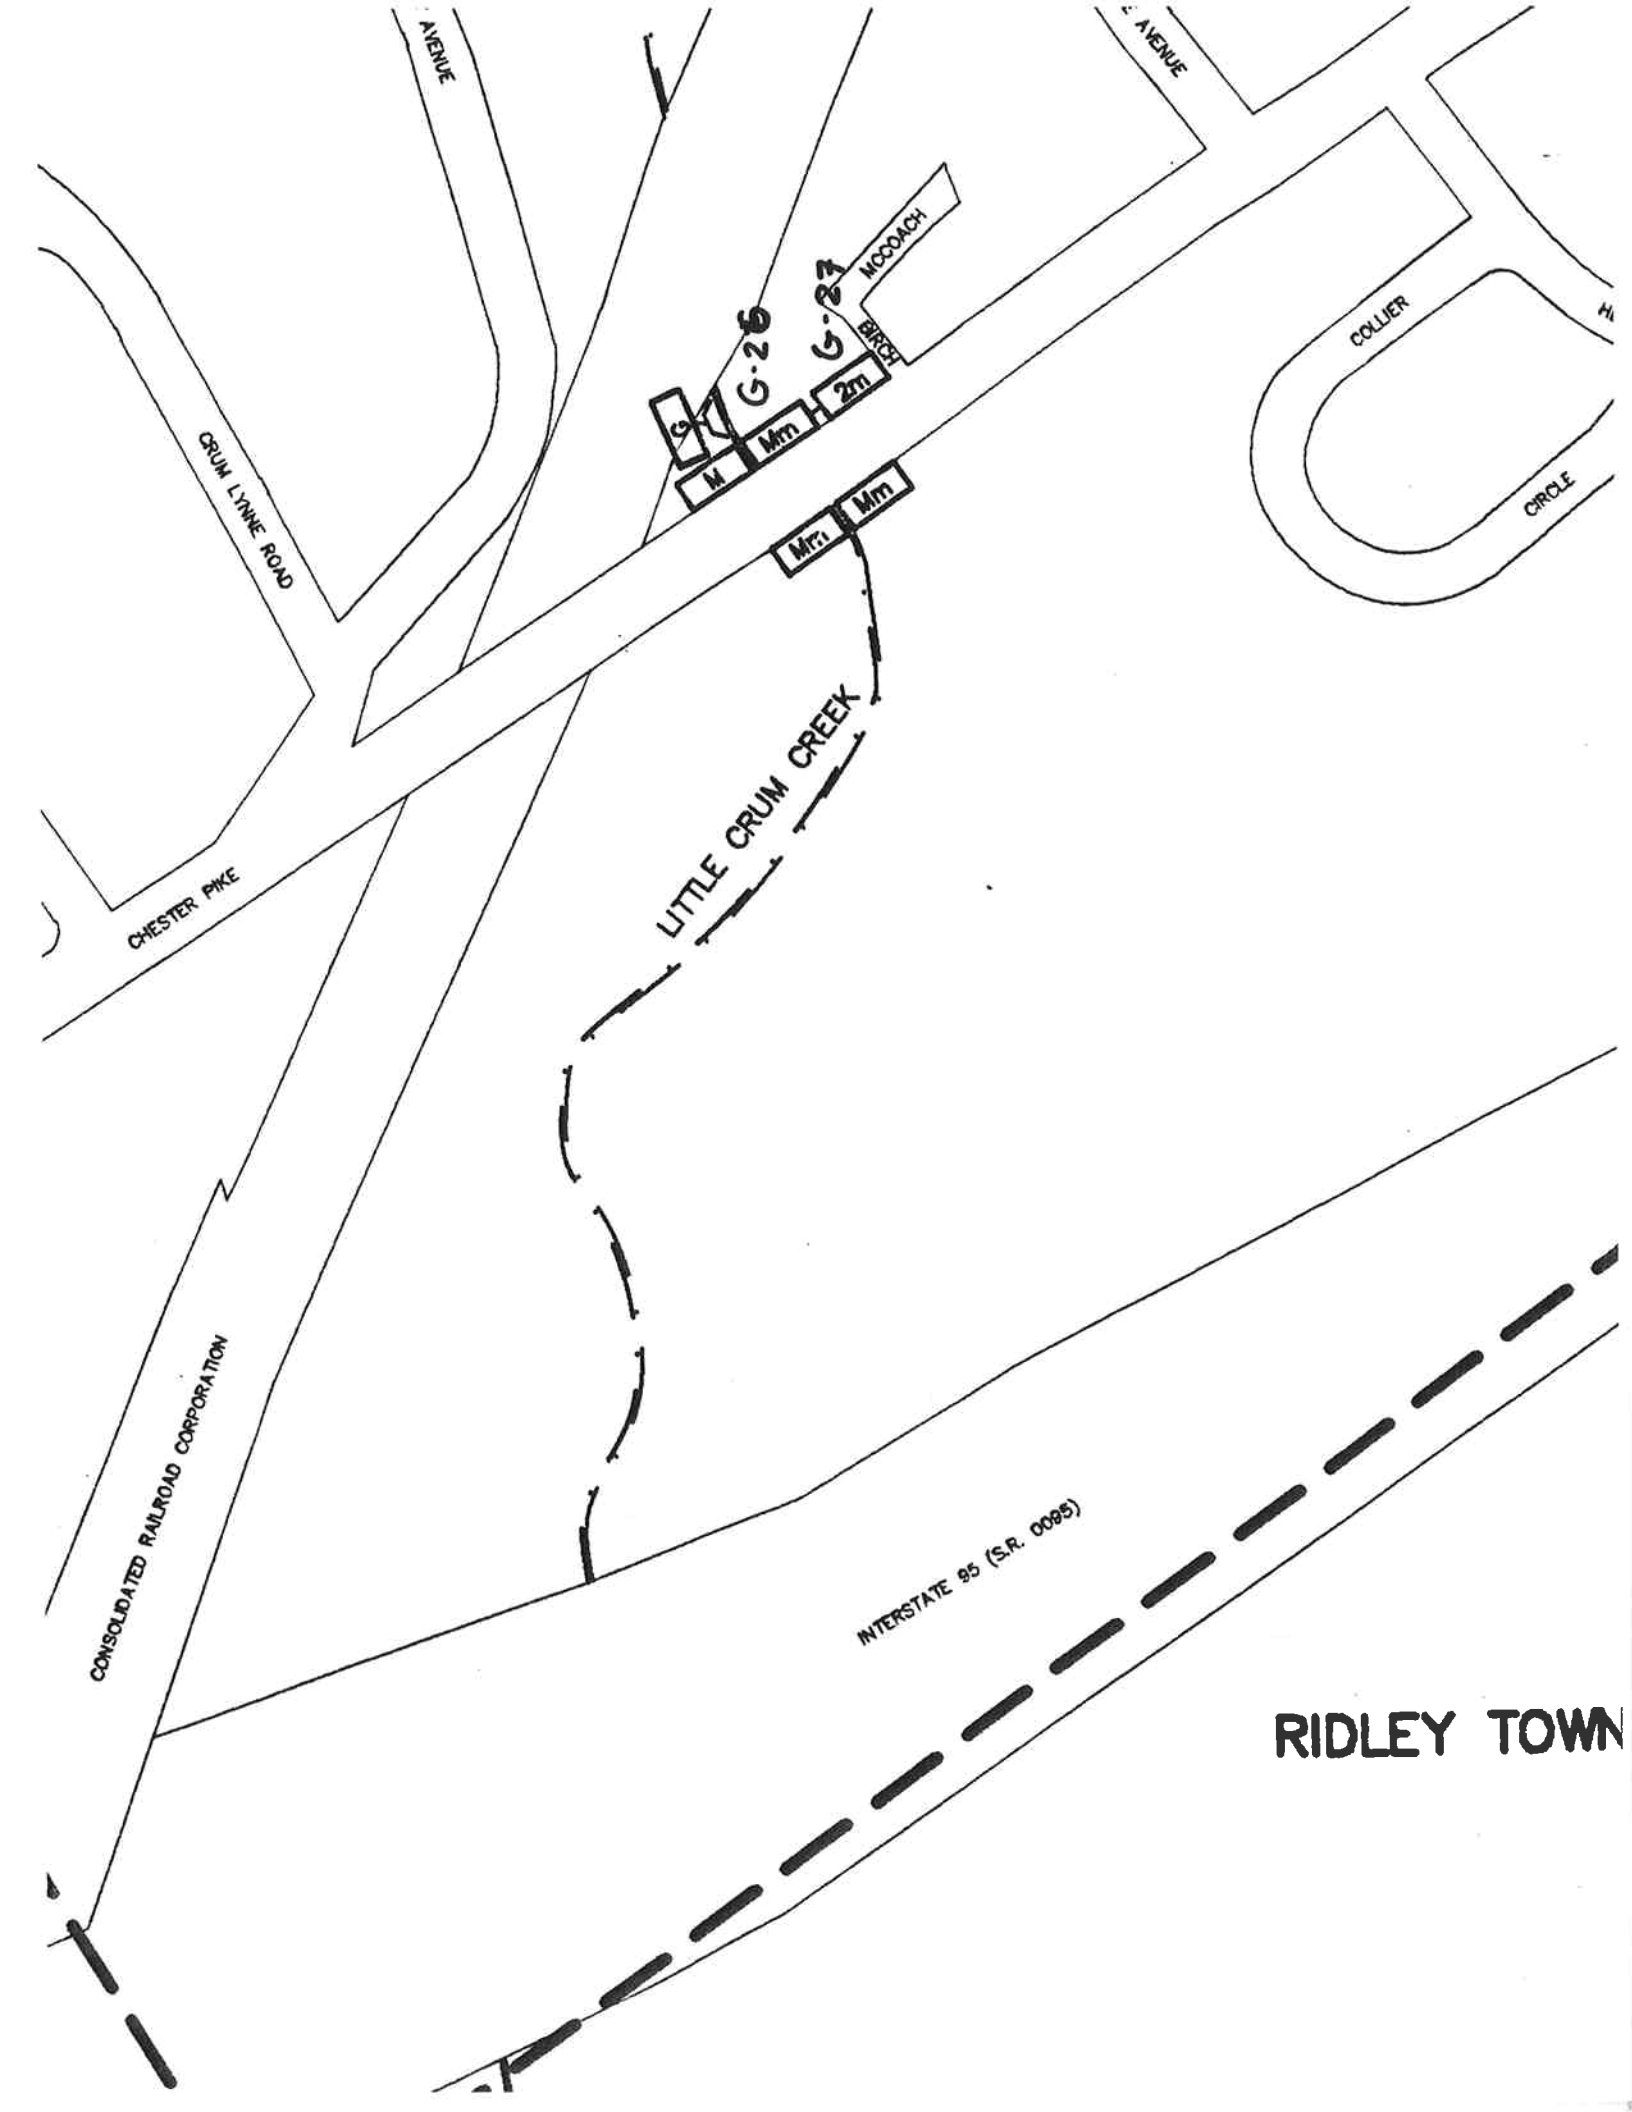 AVENUE
E AVENUE
MCCOACH
G-26
G-27
BIRCH
COLLIER
CIRCLE
CRUM LYNNE ROAD
G
M
Mm
2m
Mm
Mm
LITTLE CRUM CREEK
CHESTER PIKE
CONSOLIDATED RAILROAD CORPORATION
INTERSTATE 95 (S.R. 0095)
RIDLEY TOWN